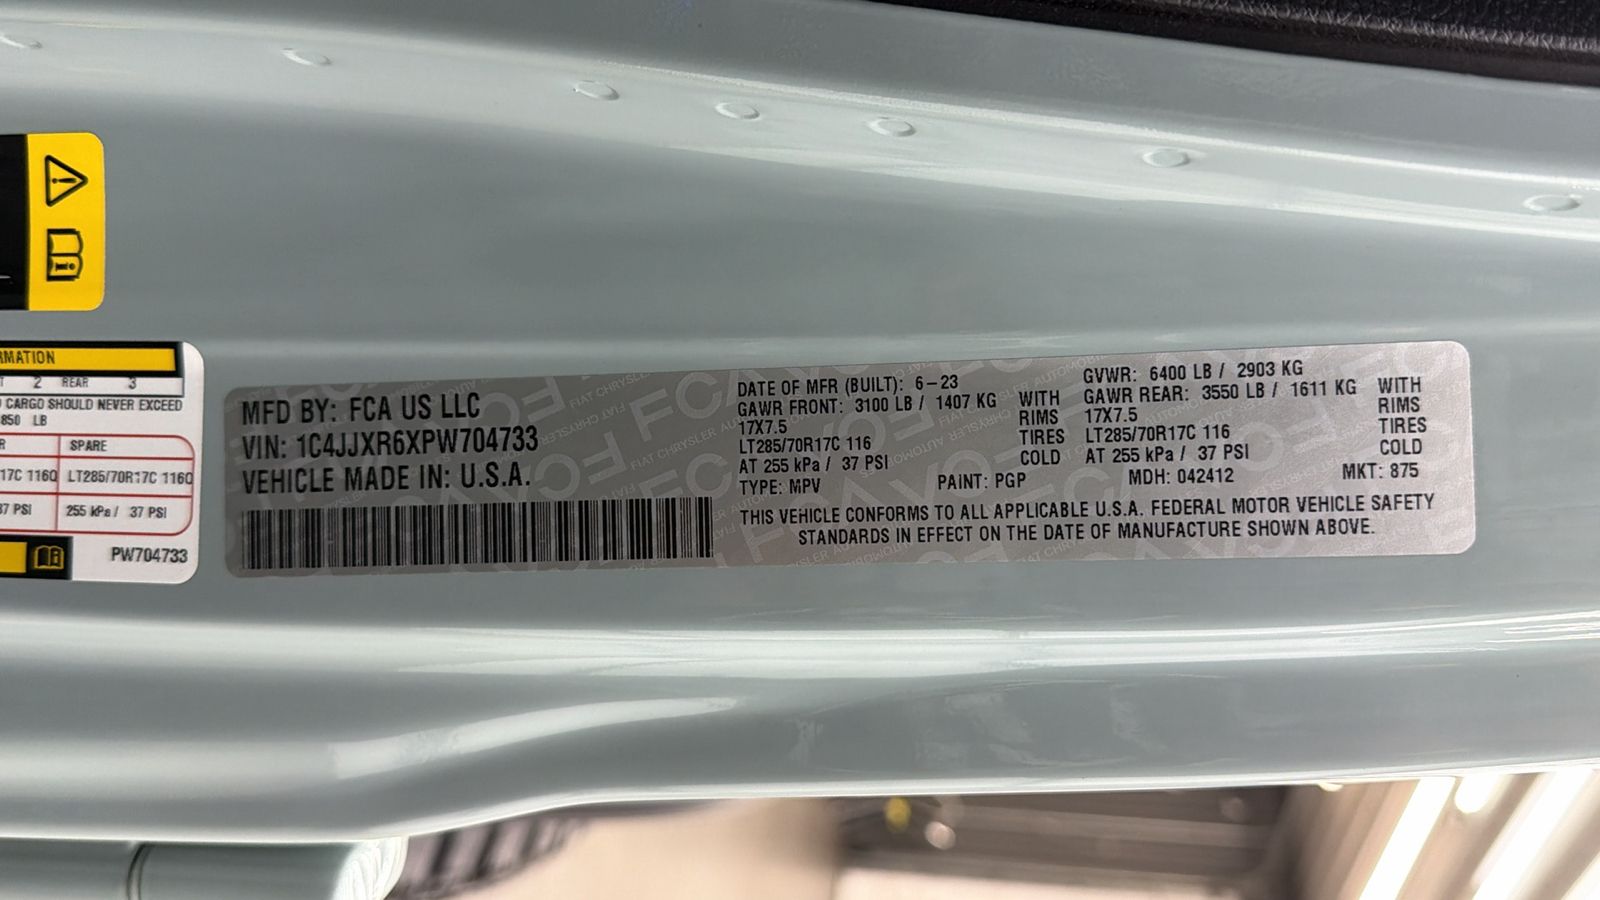 RMATION
T 2 REAR 3
CARGO SHOULD NEVER EXCEED
850 LB
R SPARE
17C 116Q LT285/70R17C 116Q
37 PSI 255 kPa / 37 PSI
PW704733
MFD BY: FCA US LLC
VIN: 1C4JJXR6XPW704733
VEHICLE MADE IN: U.S.A.
DATE OF MFR (BUILT): 6-23
GAWR FRONT: 3100 LB / 1407 KG WITH
17X7.5 RIMS
LT285/70R17C 116 TIRES
AT 255 kPa / 37 PSI COLD
GVWR: 6400 LB / 2903 KG
GAWR REAR: 3550 LB / 1611 KG WITH
17X7.5 RIMS
LT285/70R17C 116 TIRES
AT 255 kPa / 37 PSI COLD
TYPE: MPV PAINT: PGP MDH: 042412 MKT: 875
THIS VEHICLE CONFORMS TO ALL APPLICABLE U.S.A. FEDERAL MOTOR VEHICLE SAFETY
STANDARDS IN EFFECT ON THE DATE OF MANUFACTURE SHOWN ABOVE.